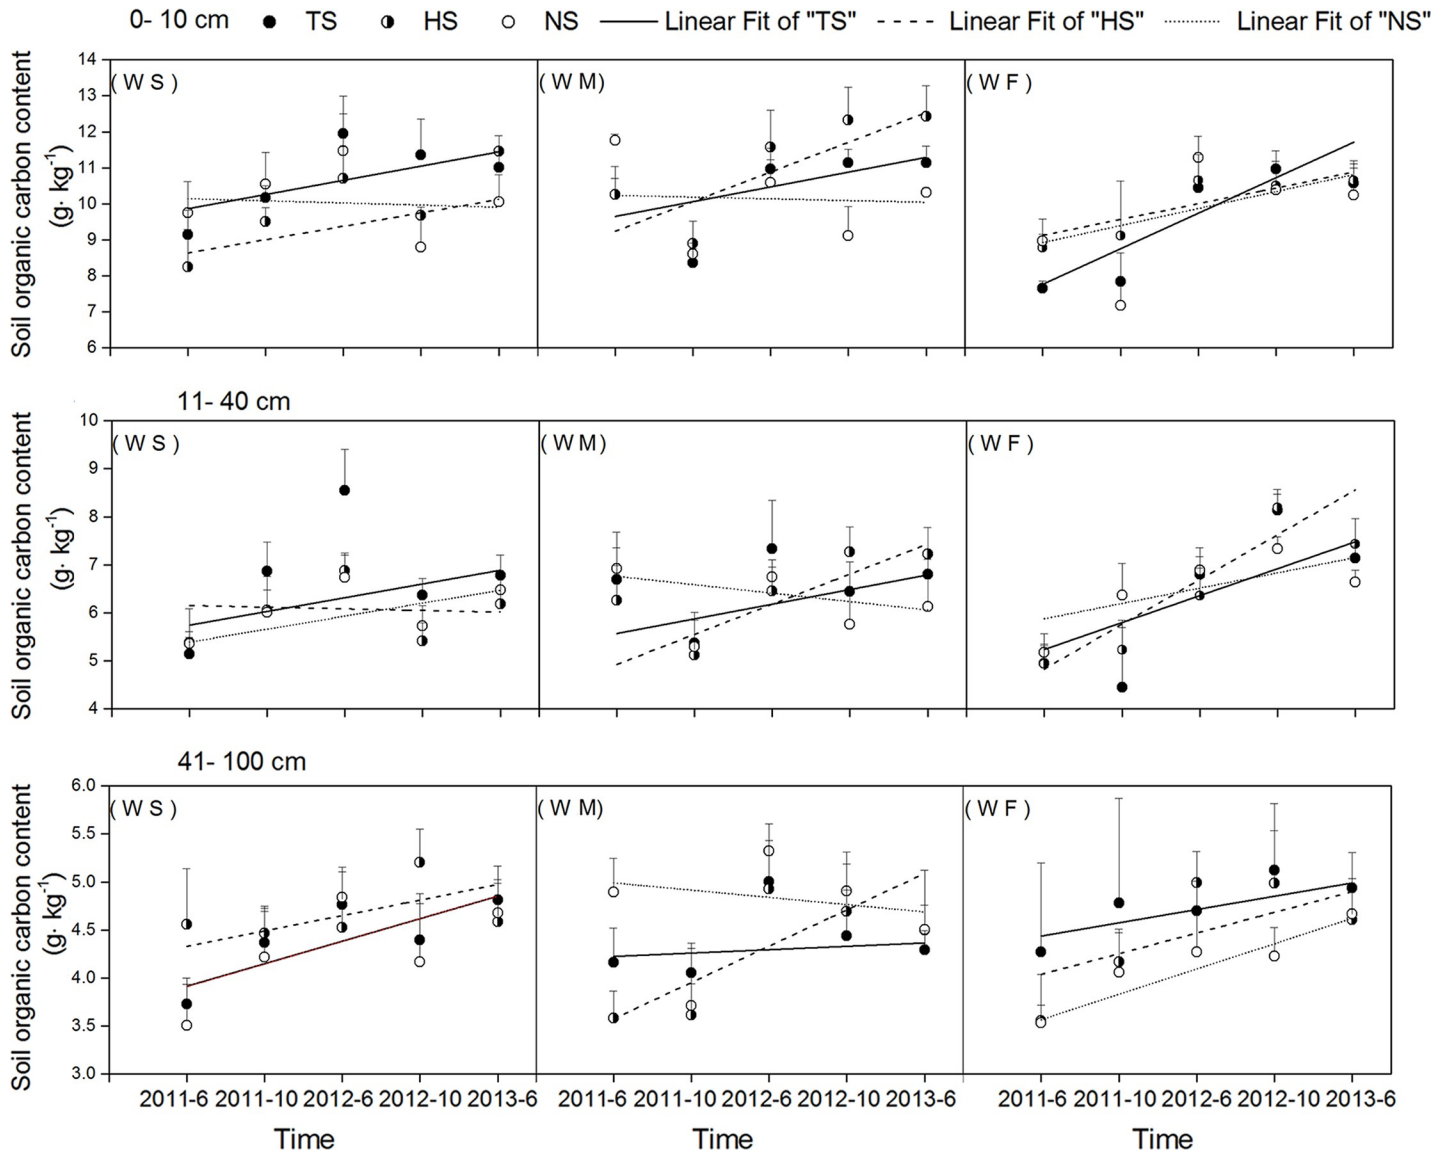 0- 10 cm TS HS NS Linear Fit of "TS" Linear Fit of "HS" Linear Fit of "NS"
Soil organic carbon content
(g· kg-1)
14
13
12
11
10
9
8
7
6
( W S )
( W M)
( W F )
11- 40 cm
Soil organic carbon content
(g· kg-1)
10
9
8
7
6
5
4
( W S )
( W M)
( W F )
41- 100 cm
Soil organic carbon content
(g· kg-1)
6.0
5.5
5.0
4.5
4.0
3.5
3.0
( W S )
( W M)
( W F )
2011-6 2011-10 2012-6 2012-10 2013-6 2011-6 2011-10 2012-6 2012-10 2013-6 2011-6 2011-10 2012-6 2012-10 2013-6
Time Time Time